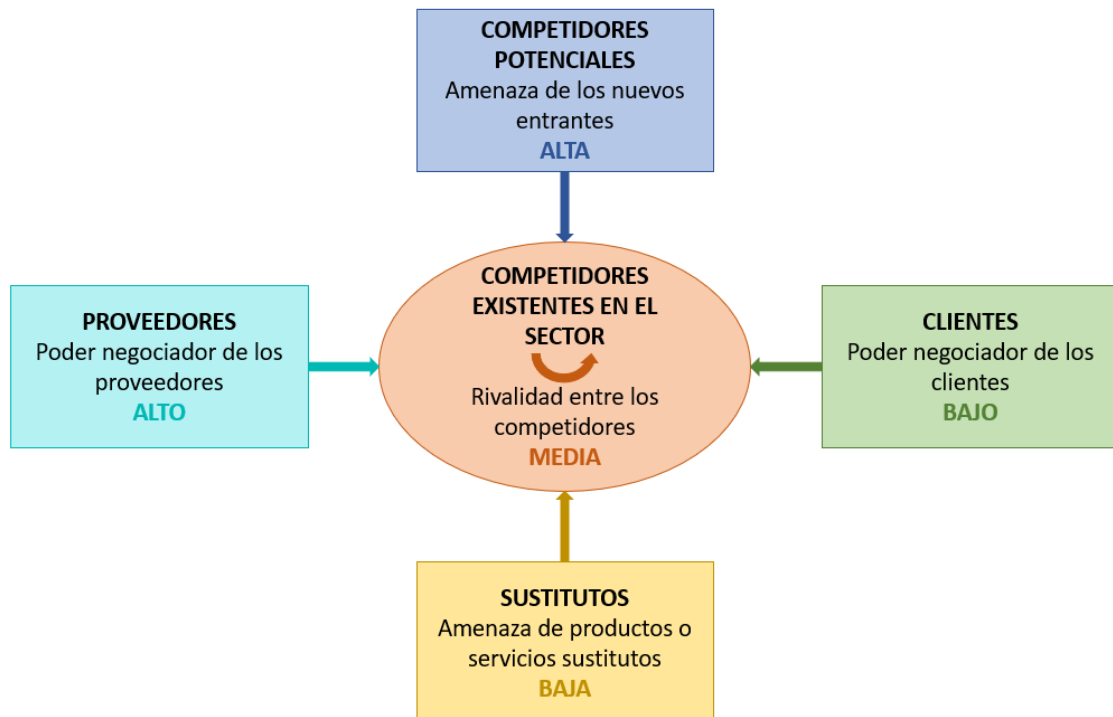 COMPETIDORES
POTENCIALES
Amenaza de los nuevos
entrantes
ALTA
PROVEEDORES
Poder negociador de los
proveedores
ALTO
COMPETIDORES
EXISTENTES EN EL
SECTOR
Rivalidad entre los
competidores
MEDIA
CLIENTES
Poder negociador de los
clientes
BAJO
SUSTITUTOS
Amenaza de productos o
servicios sustitutos
BAJA